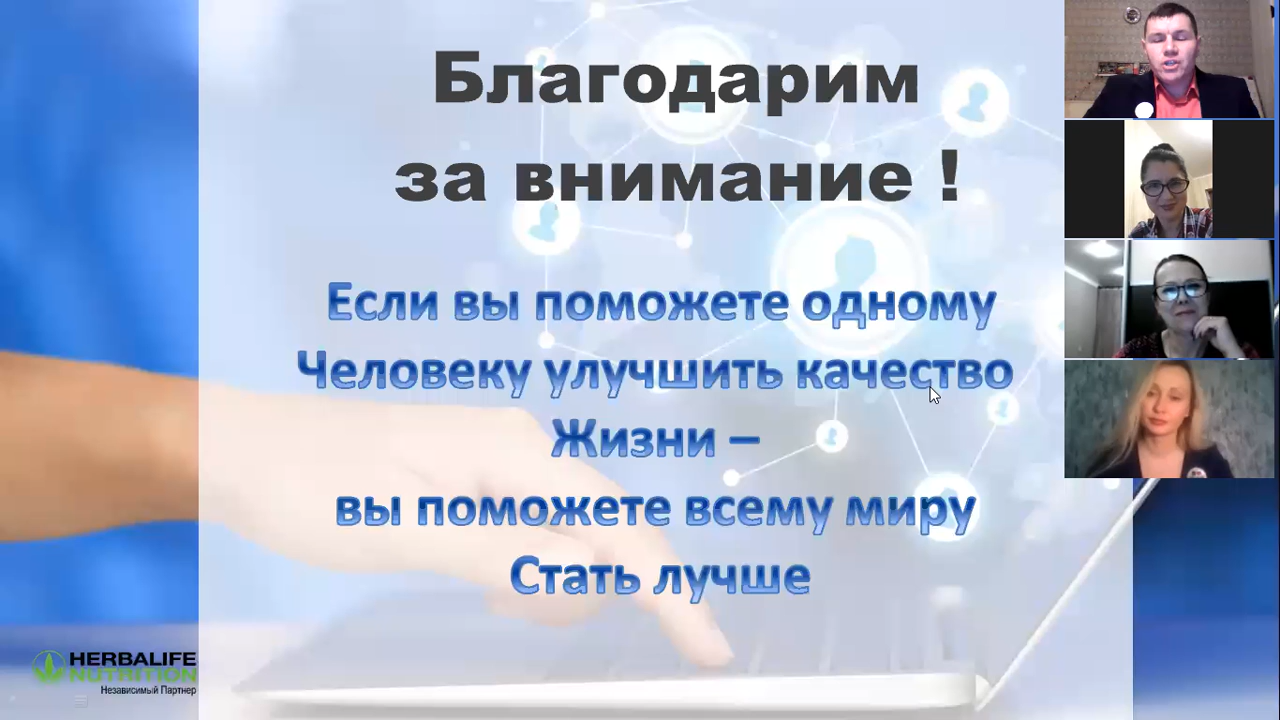 Благодарим
за внимание !
Если вы поможете одному
Человеку улучшить качество
Жизни –
вы поможете всему миру
Стать лучше
HERBALIFE
NUTRITION
Независимый Партнер